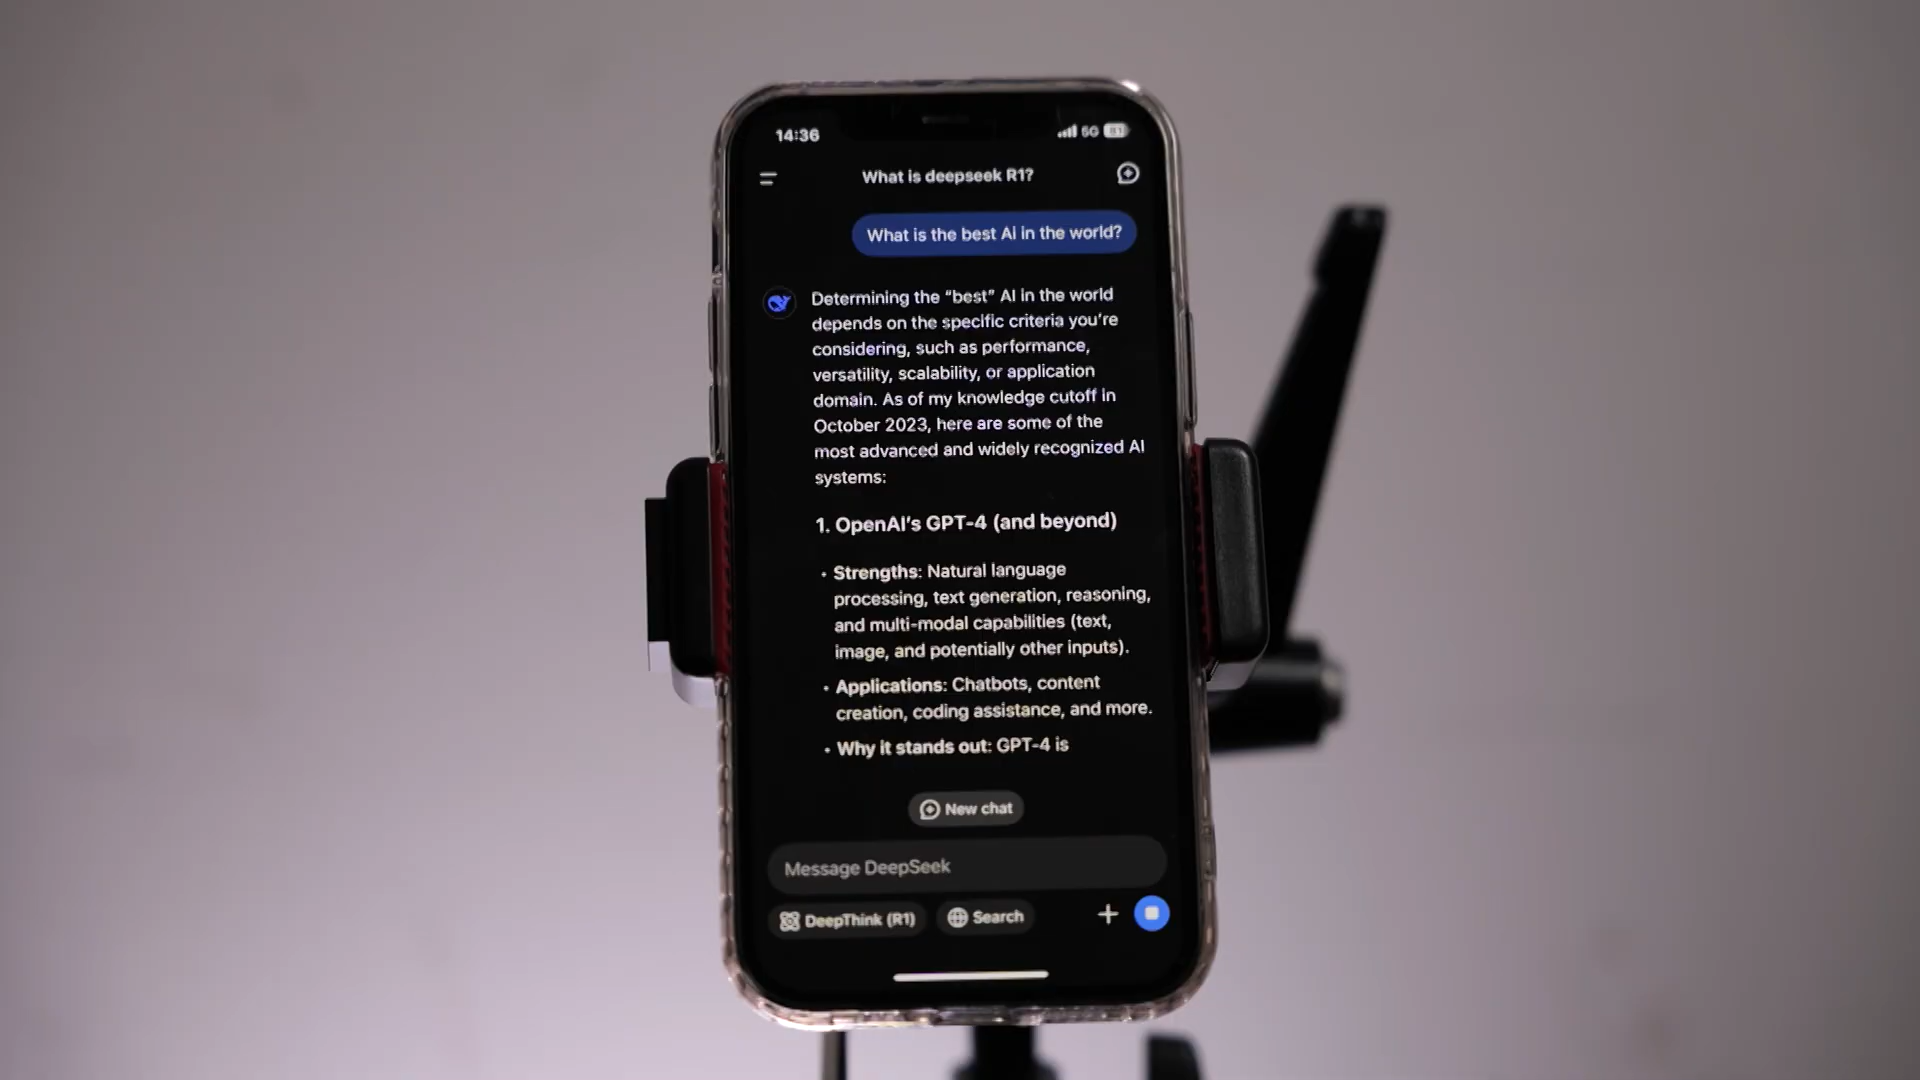 14:36
5G 81
What is deepseek R1?
What is the best AI in the world?
Determining the “best” AI in the world
depends on the specific criteria you’re
considering, such as performance,
versatility, scalability, or application
domain. As of my knowledge cutoff in
October 2023, here are some of the
most advanced and widely recognized AI
systems:
1. OpenAI’s GPT-4 (and beyond)
• Strengths: Natural language
processing, text generation, reasoning,
and multi-modal capabilities (text,
image, and potentially other inputs).
• Applications: Chatbots, content
creation, coding assistance, and more.
• Why it stands out: GPT-4 is
New chat
Message DeepSeek
DeepThink (R1) Search